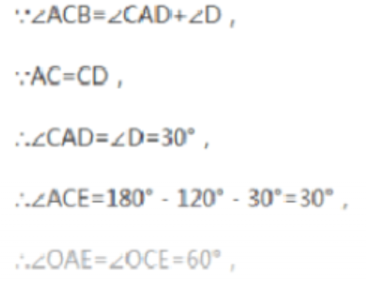 ∵∠ACB=∠CAD+∠D，
∵AC=CD，
∴∠CAD=∠D=30°，
∴∠ACE=180° - 120° - 30°=30°，
∴∠OAE=∠OCE=60°，